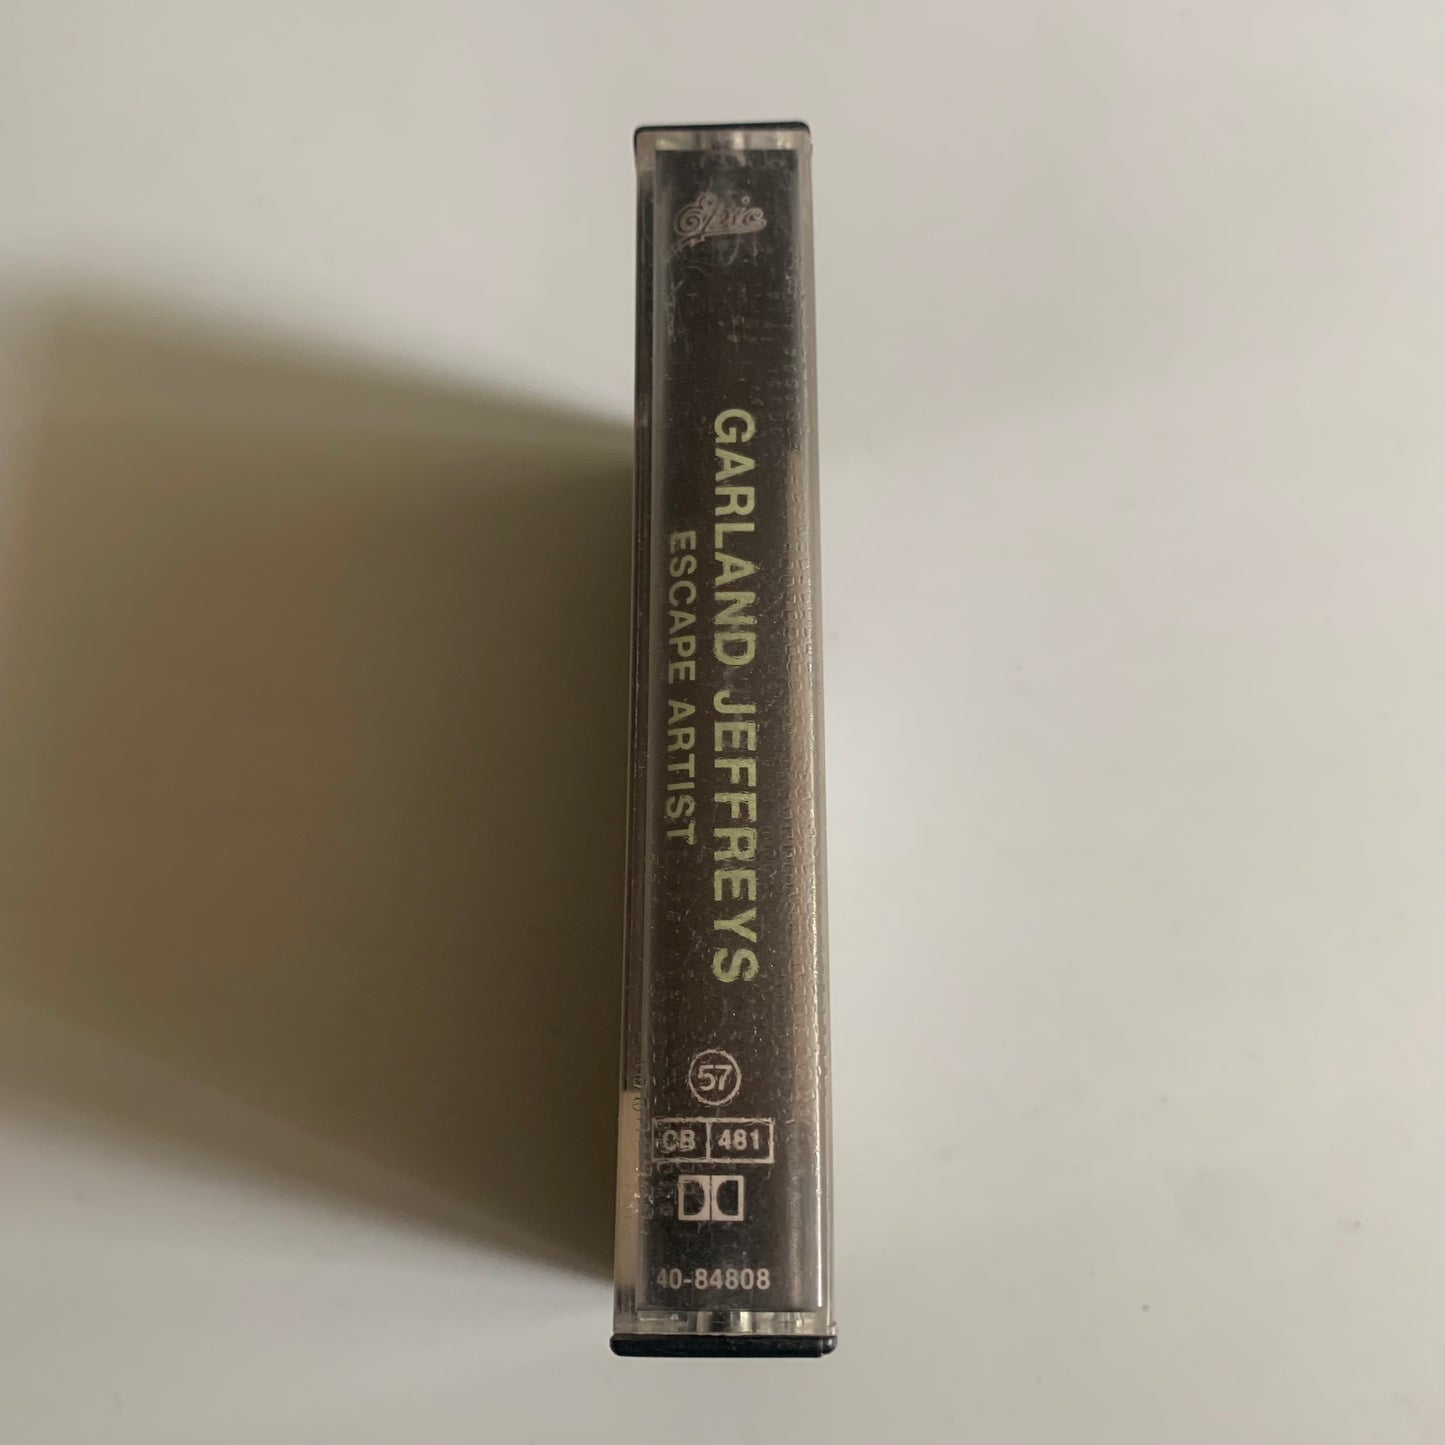 Epic
GARLAND JEFFREYS
ESCAPE ARTIST
57
CB 481
40-84808